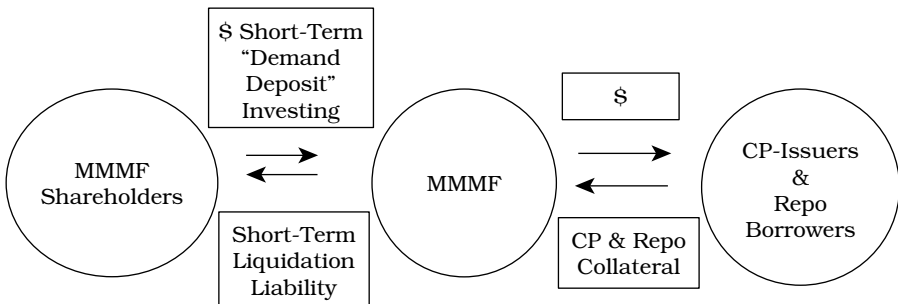 $ Short-Term
“Demand
Deposit”
Investing
MMMF
Shareholders
Short-Term
Liquidation
Liability
MMMF
$
CP & Repo
Collateral
CP-Issuers
&
Repo
Borrowers